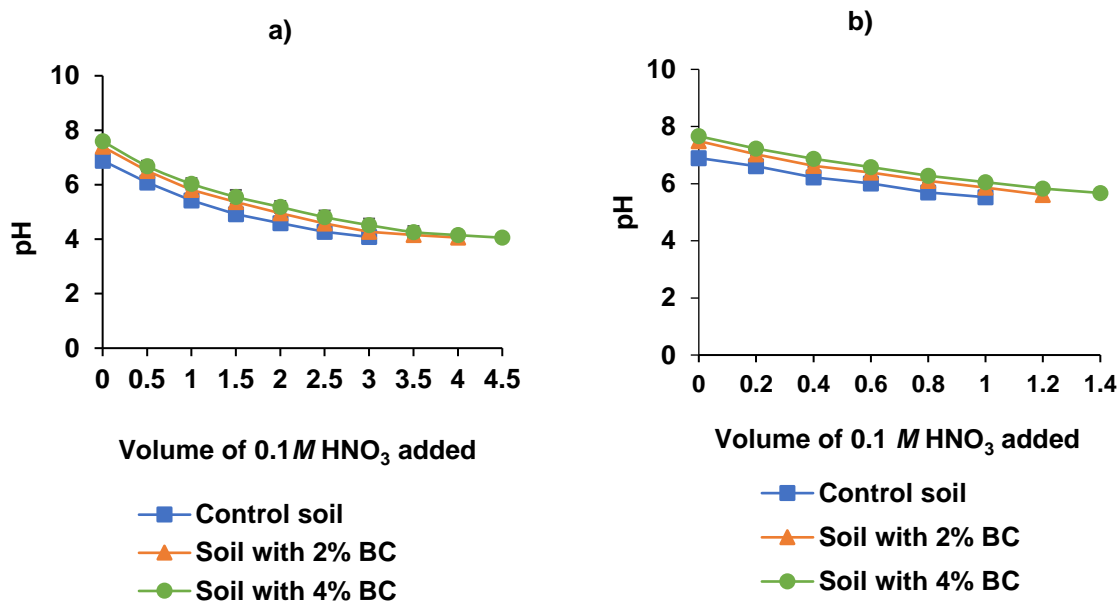 a)
10
8
6
4
2
0
pH
0 0.5 1 1.5 2 2.5 3 3.5 4 4.5
Volume of 0.1M HNO3 added
Control soil
Soil with 2% BC
Soil with 4% BC
b)
10
8
6
4
2
0
pH
0 0.2 0.4 0.6 0.8 1 1.2 1.4
Volume of 0.1 M HNO3 added
Control soil
Soil with 2% BC
Soil with 4% BC